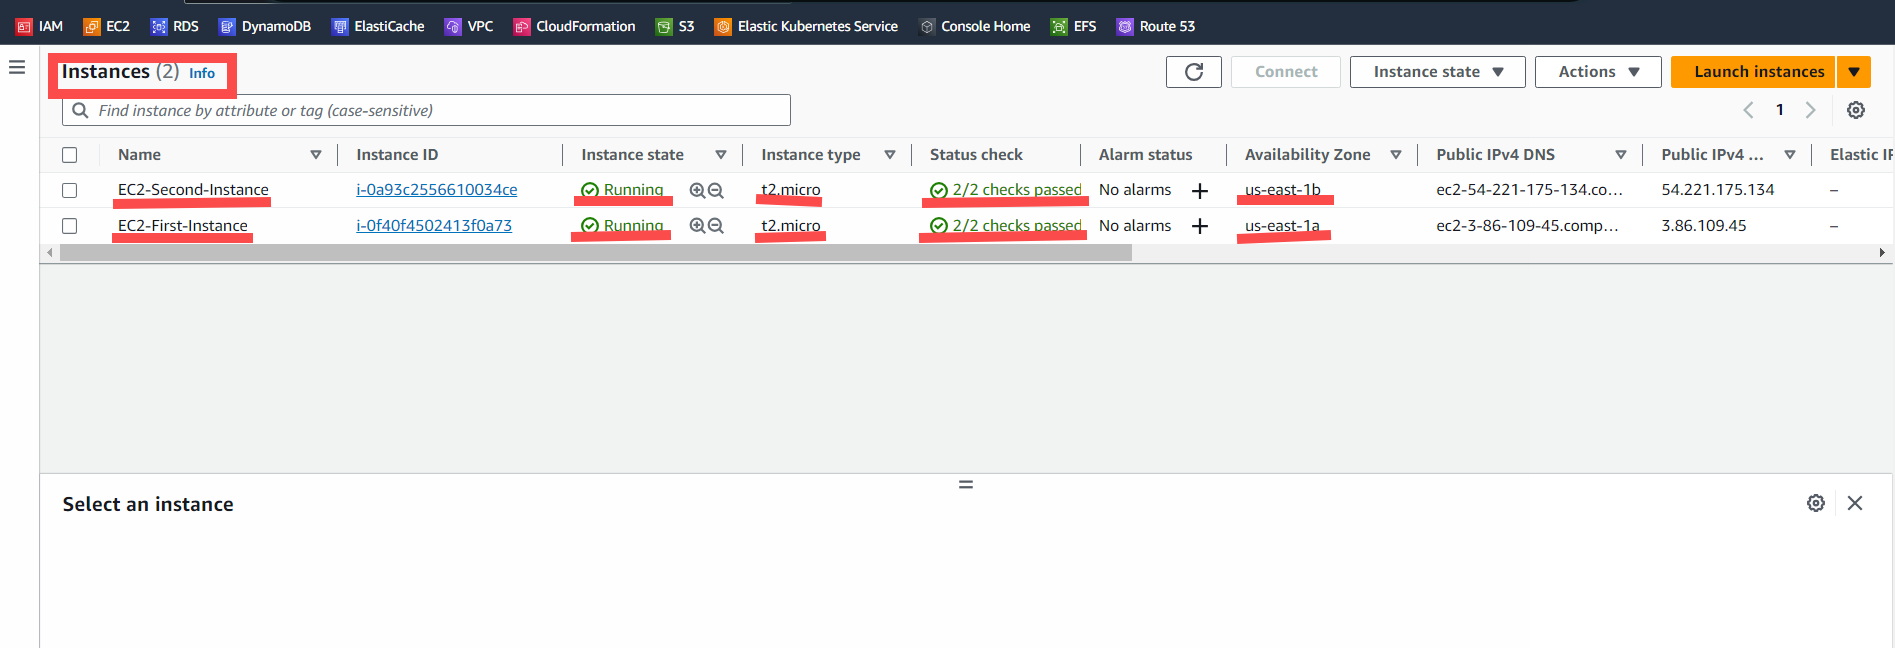 IAM EC2 RDS DynamoDB ElastiCache VPC CloudFormation S3 Elastic Kubernetes Service Console Home EFS Route 53
Instances (2) Info Connect Instance state Actions Launch instances
Find instance by attribute or tag (case-sensitive) 1
Name Instance ID Instance state Instance type Status check Alarm status Availability Zone Public IPv4 DNS Public IPv4 ... Elastic IP
EC2-Second-Instance i-0a93c2556610034ce Running t2.micro 2/2 checks passed No alarms + us-east-1b ec2-54-221-175-134.co... 54.221.175.134 –
EC2-First-Instance i-0f40f4502413f0a73 Running t2.micro 2/2 checks passed No alarms + us-east-1a ec2-3-86-109-45.comp... 3.86.109.45 –
Select an instance